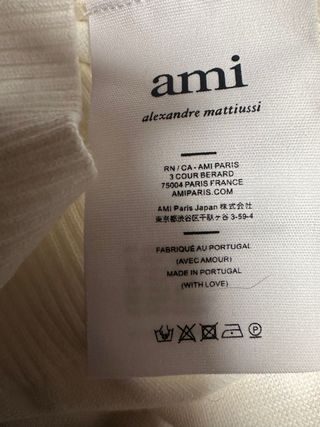 ami
alexandre mattiussi
RN / CA - AMI PARIS
3 COUR BERARD
75004 PARIS FRANCE
AMIPARIS.COM
AMI Paris Japan 株式会社
東京都渋谷区千駄ヶ谷 3-59-4
FABRIQUÉ AU PORTUGAL
(AVEC AMOUR)
MADE IN PORTUGAL
(WITH LOVE)